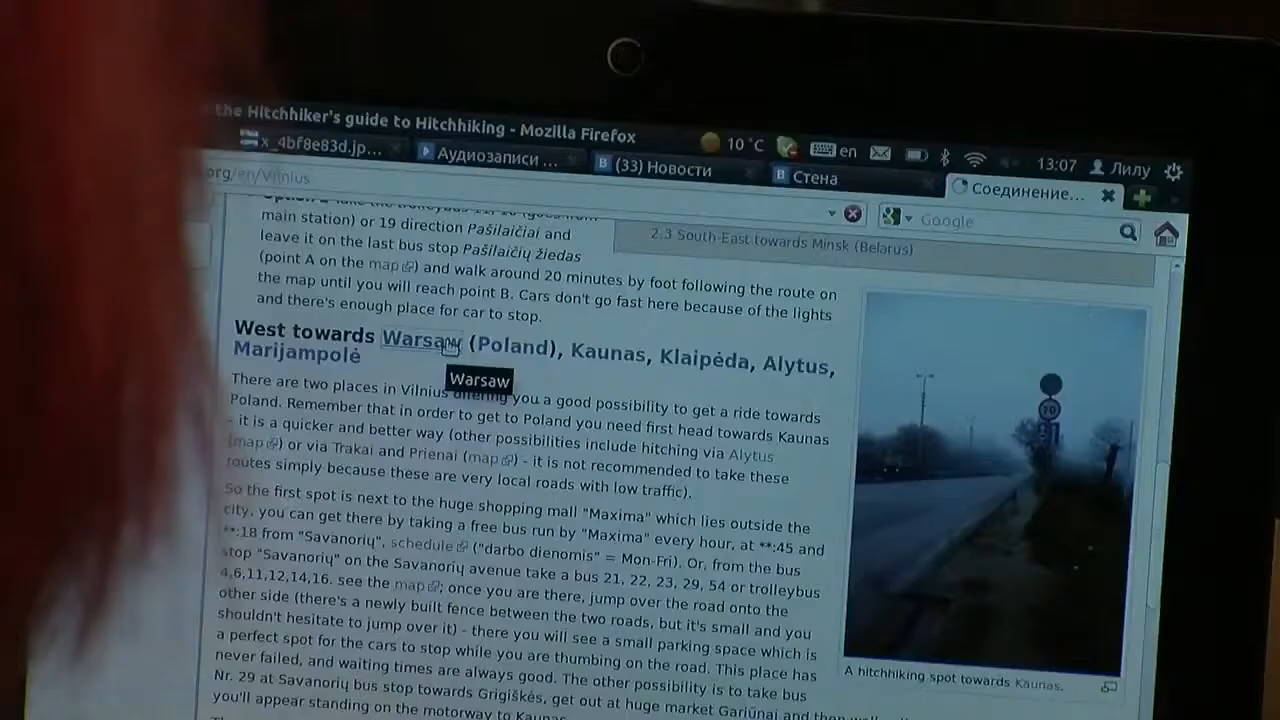 the Hitchhiker's guide to Hitchhiking - Mozilla Firefox
10 °C
en
13:07
Лилу
x_4bf8e83d.jp...
Аудиозаписи ...
(33) Новости
Стена
Соединение...
org/en/Vilnius
Google
main station) or 19 direction Pašilaičiai and
leave it on the last bus stop Pašilaičių žiedas
(point A on the map) and walk around 20 minutes by foot following the route on
the map until you will reach point B. Cars don't go fast here because of the lights
and there's enough place for car to stop.
2.3 South-East towards Minsk (Belarus)
West towards Warsaw (Poland), Kaunas, Klaipėda, Alytus,
Marijampolė
Warsaw
There are two places in Vilnius offering you a good possibility to get a ride towards
Poland. Remember that in order to get to Poland you need first head towards Kaunas
- it is a quicker and better way (other possibilities include hitching via Alytus
(map) or via Trakai and Prienai (map) - it is not recommended to take these
routes simply because these are very local roads with low traffic).
So the first spot is next to the huge shopping mall "Maxima" which lies outside the
city, you can get there by taking a free bus run by "Maxima" every hour, at **:45 and
**:18 from "Savanorių", schedule ("darbo dienomis" = Mon-Fri). Or, from the bus
stop "Savanorių" on the Savanorių avenue take a bus 21, 22, 23, 29, 54 or trolleybus
4,6,11,12,14,16. see the map; once you are there, jump over the road onto the
other side (there's a newly built fence between the two roads, but it's small and you
shouldn't hesitate to jump over it) - there you will see a small parking space which is
a perfect spot for the cars to stop while you are thumbing on the road. This place has
never failed, and waiting times are always good. The other possibility is to take bus
Nr. 29 at Savanorių bus stop towards Grigiškės, get out at huge market Gariūnai and then
you'll appear standing on the motorway to Kaunas
70
A hitchhiking spot towards Kaunas.